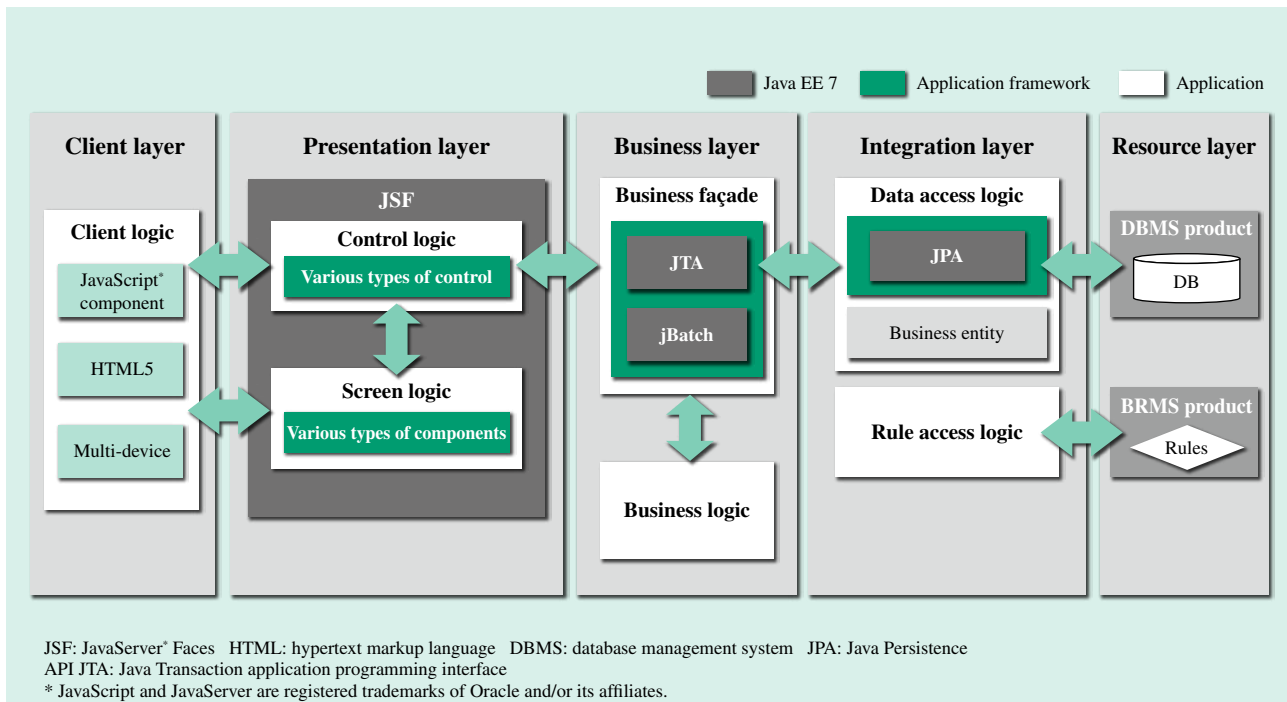 Java EE 7
Application framework
Application
Client layer
Client logic
JavaScript*
component
HTML5
Multi-device
Presentation layer
JSF
Control logic
Various types of control
Screen logic
Various types of components
Business layer
Business façade
JTA
jBatch
Business logic
Integration layer
Data access logic
JPA
Business entity
Rule access logic
Resource layer
DBMS product
DB
BRMS product
Rules
JSF: JavaServer* Faces HTML: hypertext markup language DBMS: database management system JPA: Java Persistence
API JTA: Java Transaction application programming interface
* JavaScript and JavaServer are registered trademarks of Oracle and/or its affiliates.